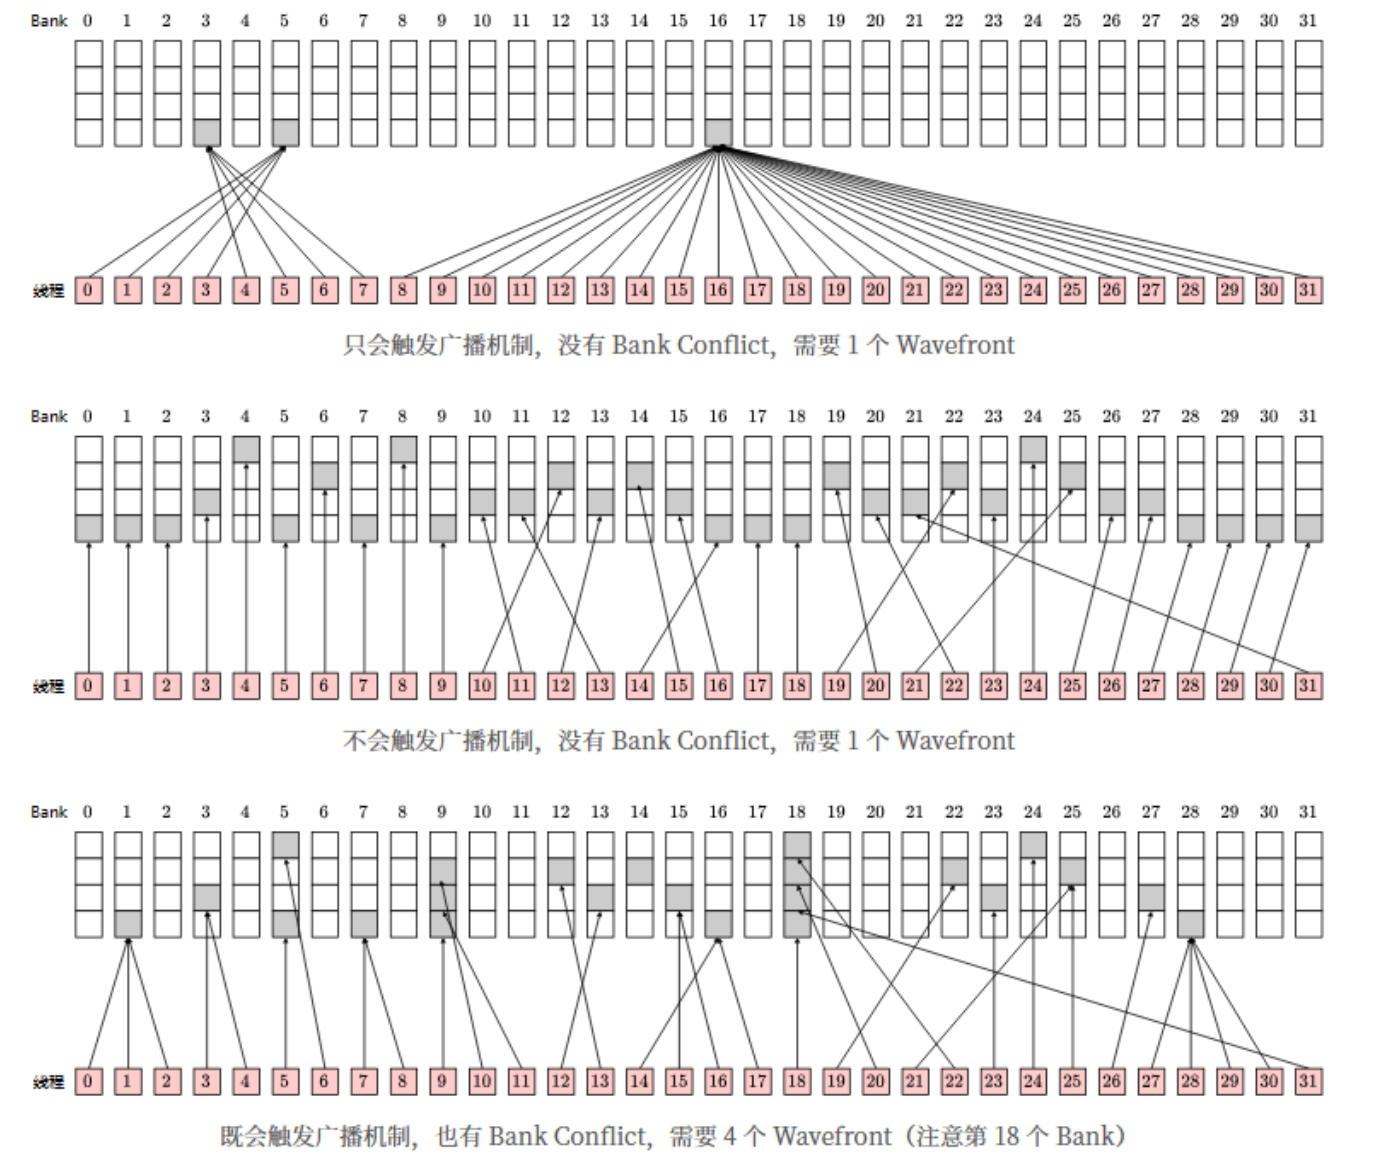 Bank 0 1 2 3 4 5 6 7 8 9 10 11 12 13 14 15 16 17 18 19 20 21 22 23 24 25 26 27 28 29 30 31
线程 0 1 2 3 4 5 6 7 8 9 10 11 12 13 14 15 16 17 18 19 20 21 22 23 24 25 26 27 28 29 30 31
只会触发广播机制，没有 Bank Conflict，需要 1 个 Wavefront
Bank 0 1 2 3 4 5 6 7 8 9 10 11 12 13 14 15 16 17 18 19 20 21 22 23 24 25 26 27 28 29 30 31
线程 0 1 2 3 4 5 6 7 8 9 10 11 12 13 14 15 16 17 18 19 20 21 22 23 24 25 26 27 28 29 30 31
不会触发广播机制，没有 Bank Conflict，需要 1 个 Wavefront
Bank 0 1 2 3 4 5 6 7 8 9 10 11 12 13 14 15 16 17 18 19 20 21 22 23 24 25 26 27 28 29 30 31
线程 0 1 2 3 4 5 6 7 8 9 10 11 12 13 14 15 16 17 18 19 20 21 22 23 24 25 26 27 28 29 30 31
既会触发广播机制，也有 Bank Conflict，需要 4 个 Wavefront（注意第 18 个 Bank）